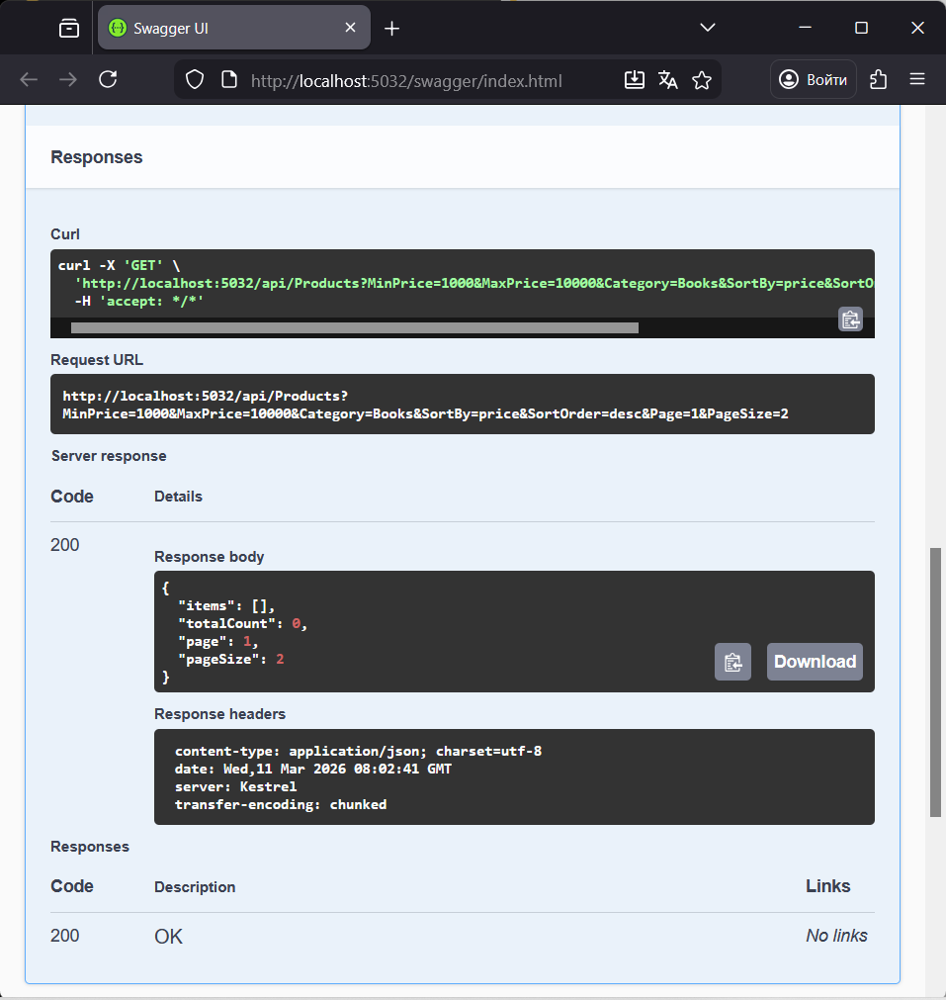 Swagger UI
http://localhost:5032/swagger/index.html
Войти
Responses
Curl
curl -X 'GET' \
'http://localhost:5032/api/Products?MinPrice=1000&MaxPrice=10000&Category=Books&SortBy=price&SortO
-H 'accept: */*'
Request URL
http://localhost:5032/api/Products?
MinPrice=1000&MaxPrice=10000&Category=Books&SortBy=price&SortOrder=desc&Page=1&PageSize=2
Server response
Code Details
200
Response body
{
"items": [],
"totalCount": 0,
"page": 1,
"pageSize": 2
}
Download
Response headers
content-type: application/json; charset=utf-8
date: Wed,11 Mar 2026 08:02:41 GMT
server: Kestrel
transfer-encoding: chunked
Responses
Code Description Links
200 OK No links